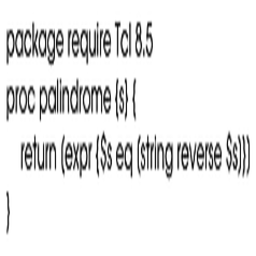 package require Tcl 8.5
proc palindrome {s} {
return (expr {$s eq (string reverse $s)})
}